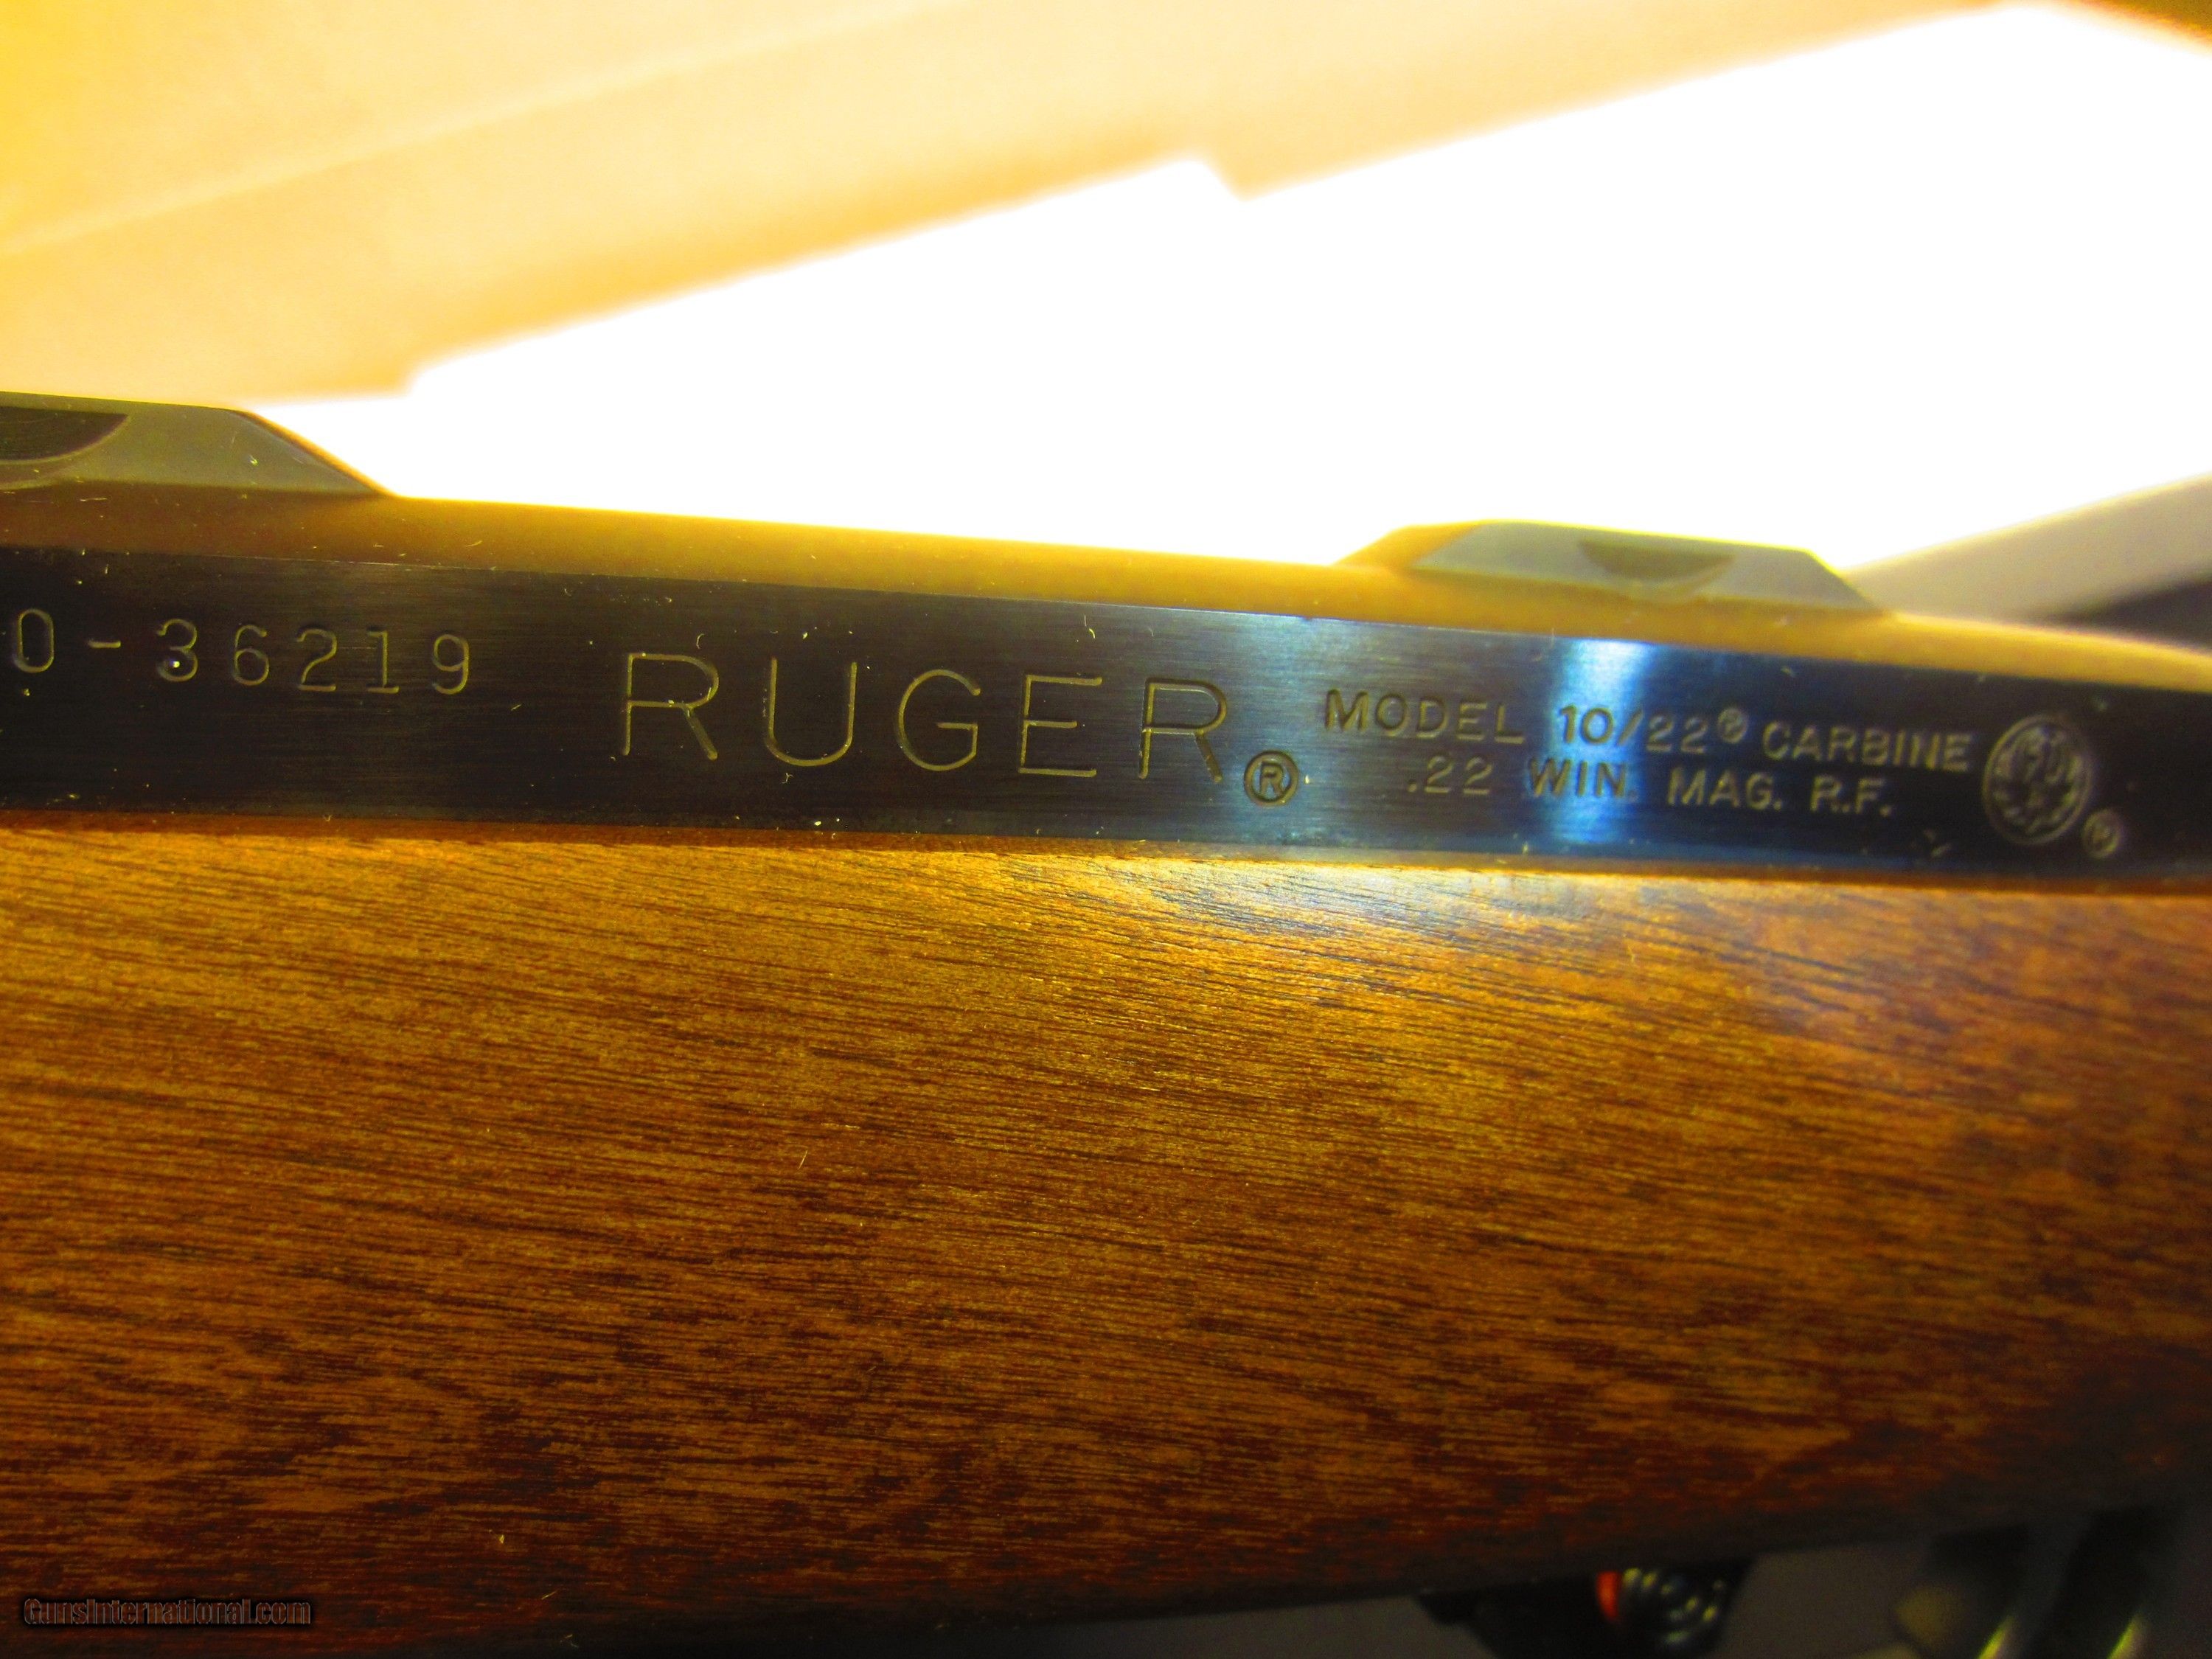 0-36219
RUGER®
MODEL 10/22® CARBINE
.22 WIN. MAG. R.F.
®
GunsInternational.com